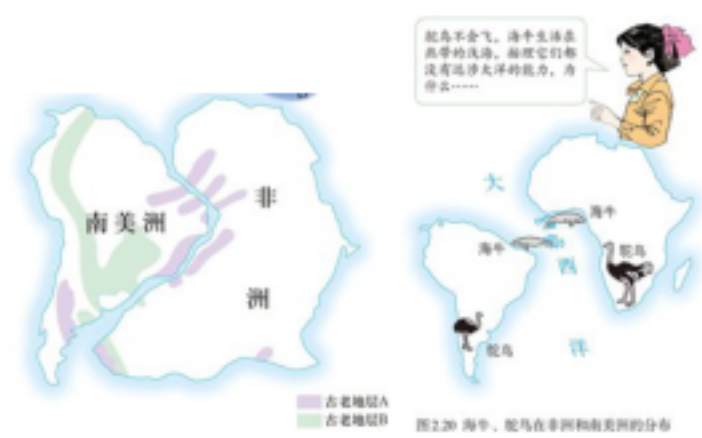 鸵鸟不会飞，海牛生活在
热带的浅海，按理它们都
没有远涉大洋的能力，为
什么……
南美洲
非
洲
古老地层A
古老地层B
大
西
洋
海牛
海牛
鸵鸟
鸵鸟
图2.20 海牛、鸵鸟在非洲和南美洲的分布